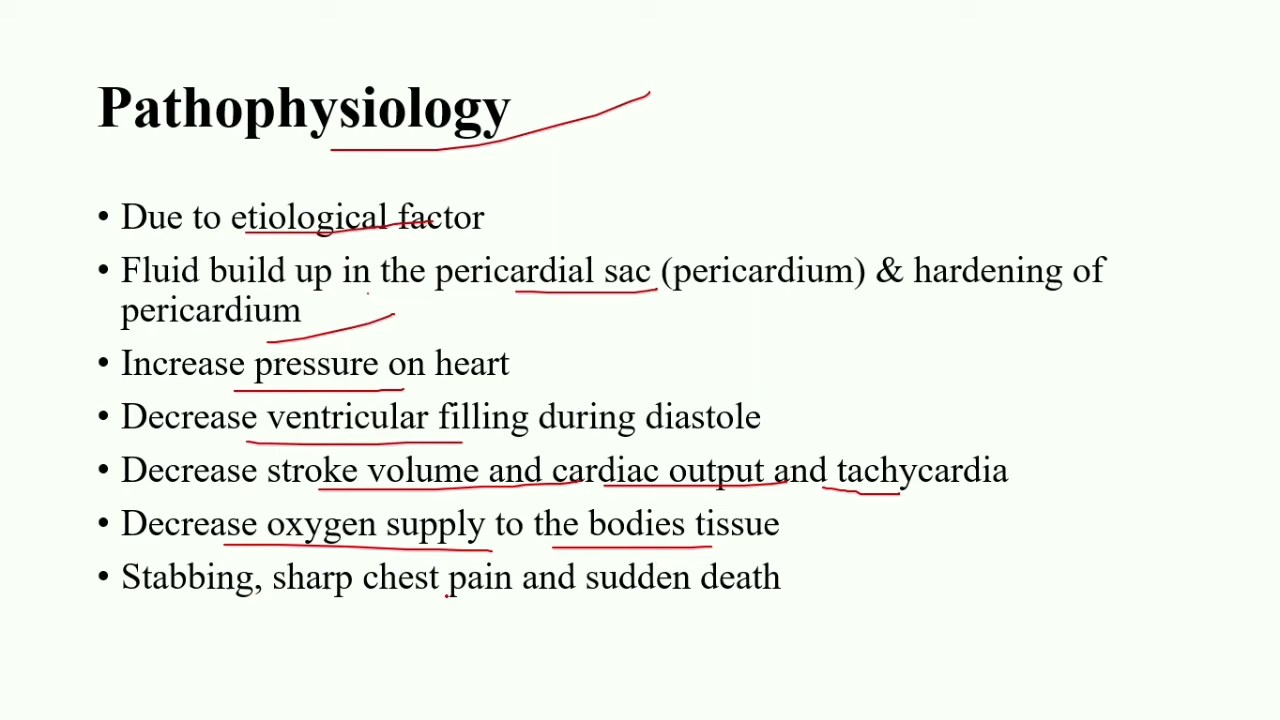 Pathophysiology
• Due to etiological factor
• Fluid build up in the pericardial sac (pericardium) & hardening of
pericardium
• Increase pressure on heart
• Decrease ventricular filling during diastole
• Decrease stroke volume and cardiac output and tachycardia
• Decrease oxygen supply to the bodies tissue
• Stabbing, sharp chest pain and sudden death